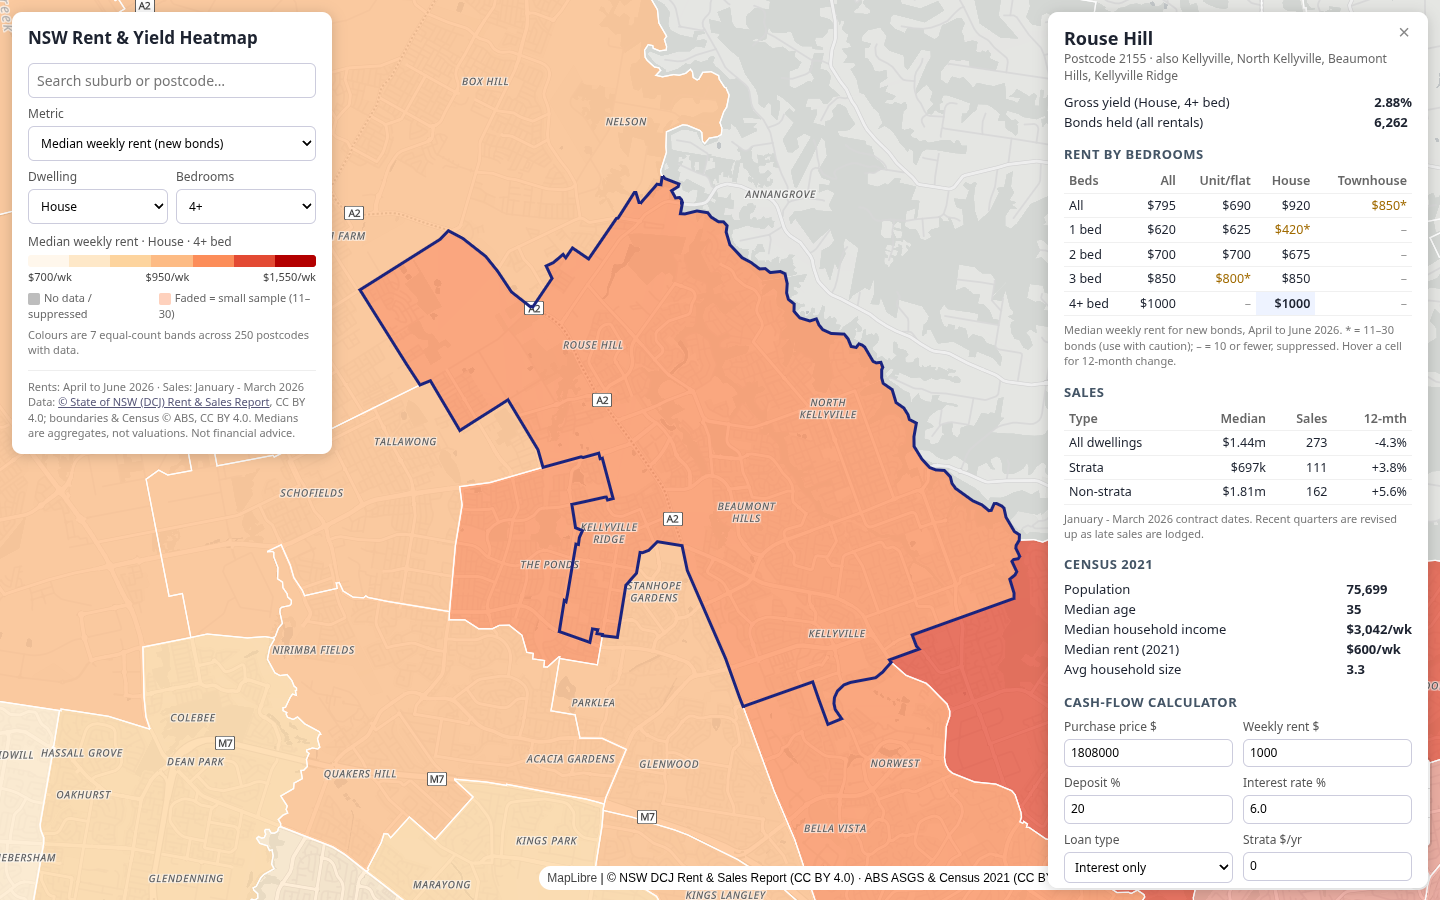 NSW Rent & Yield Heatmap
Search suburb or postcode...
Metric
Median weekly rent (new bonds)
Dwelling Bedrooms
House 4+
Median weekly rent · House · 4+ bed
$700/wk $950/wk $1,550/wk
No data / suppressed
Faded = small sample (11–30)
Colours are 7 equal-count bands across 250 postcodes
with data.
Rents: April to June 2026 · Sales: January - March 2026
Data: © State of NSW (DCJ) Rent & Sales Report, CC BY
4.0; boundaries & Census © ABS, CC BY 4.0. Medians
are aggregates, not valuations. Not financial advice.
A2
BOX HILL
NELSON
ANNANGROVE
A2
FARM
A2
ROUSE HILL
A2
NORTH
KELLYVILLE
TALLAWONG
SCHOFIELDS
BEAUMONT
HILLS
A2
KELLYVILLE
RIDGE
THE PONDS
STANHOPE
GARDENS
KELLYVILLE
NIRIMBA FIELDS
PARKLEA
COLEBEE
M7
HASSALL GROVE
DEAN PARK
ACACIA GARDENS
GLENWOOD
NORWEST
QUAKERS HILL
M7
OAKHURST
M7
BELLA VISTA
KINGS PARK
EBERSHAM
GLENDENNING
MARAYONG
KINGS LANGLEY
MapLibre | © NSW DCJ Rent & Sales Report (CC BY 4.0) · ABS ASGS & Census 2021 (CC BY
Rouse Hill ×
Postcode 2155 · also Kellyville, North Kellyville, Beaumont
Hills, Kellyville Ridge
Gross yield (House, 4+ bed) 2.88%
Bonds held (all rentals) 6,262
RENT BY BEDROOMS
Beds All Unit/flat House Townhouse
All $795 $690 $920 $850*
1 bed $620 $625 $420* –
2 bed $700 $700 $675 –
3 bed $850 $800* $850 –
4+ bed $1000 – $1000 –
Median weekly rent for new bonds, April to June 2026. * = 11–30
bonds (use with caution); – = 10 or fewer, suppressed. Hover a cell
for 12-month change.
SALES
Type Median Sales 12-mth
All dwellings $1.44m 273 -4.3%
Strata $697k 111 +3.8%
Non-strata $1.81m 162 +5.6%
January - March 2026 contract dates. Recent quarters are revised
up as late sales are lodged.
CENSUS 2021
Population 75,699
Median age 35
Median household income $3,042/wk
Median rent (2021) $600/wk
Avg household size 3.3
CASH-FLOW CALCULATOR
Purchase price $ Weekly rent $
1808000 1000
Deposit % Interest rate %
20 6.0
Loan type Strata $/yr
Interest only 0